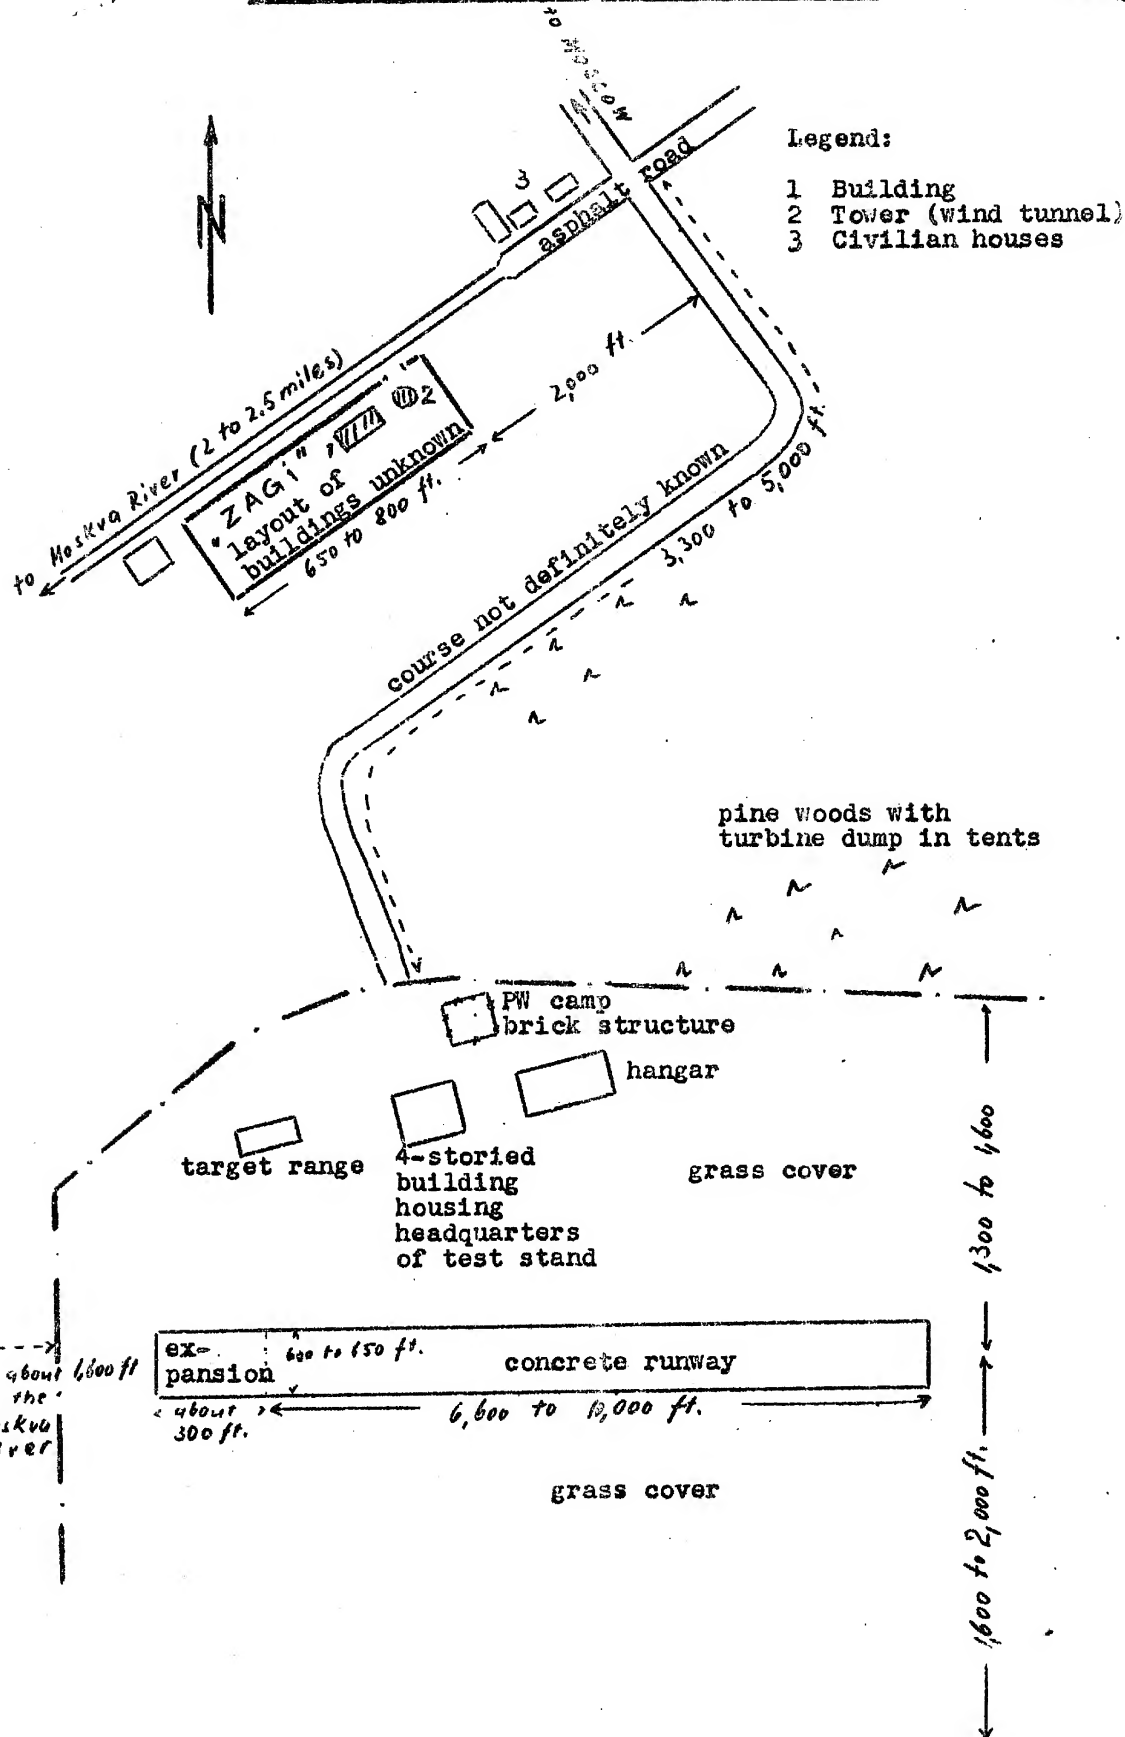 to Moscow
N
Legend:
1 Building
2 Tower (wind tunnel)
3 Civilian houses
3
asphalt road
2,000 ft.
to Moskva River (2 to 2.5 miles)
"ZAGi" ,
2
layout of
buildings unknown
650 to 800 ft.
course not definitely known
3,300 to 5,000 ft.
pine woods with
turbine dump in tents
PW camp
brick structure
hangar
target range
4-storied
building
housing
headquarters
of test stand
grass cover
1,300 to 1,600
about 1,600 ft
the
ex-
pansion
600 to 650 ft.
concrete runway
about
300 ft.
6,600 to 10,000 ft.
grass cover
1,600 to 2,000 ft.